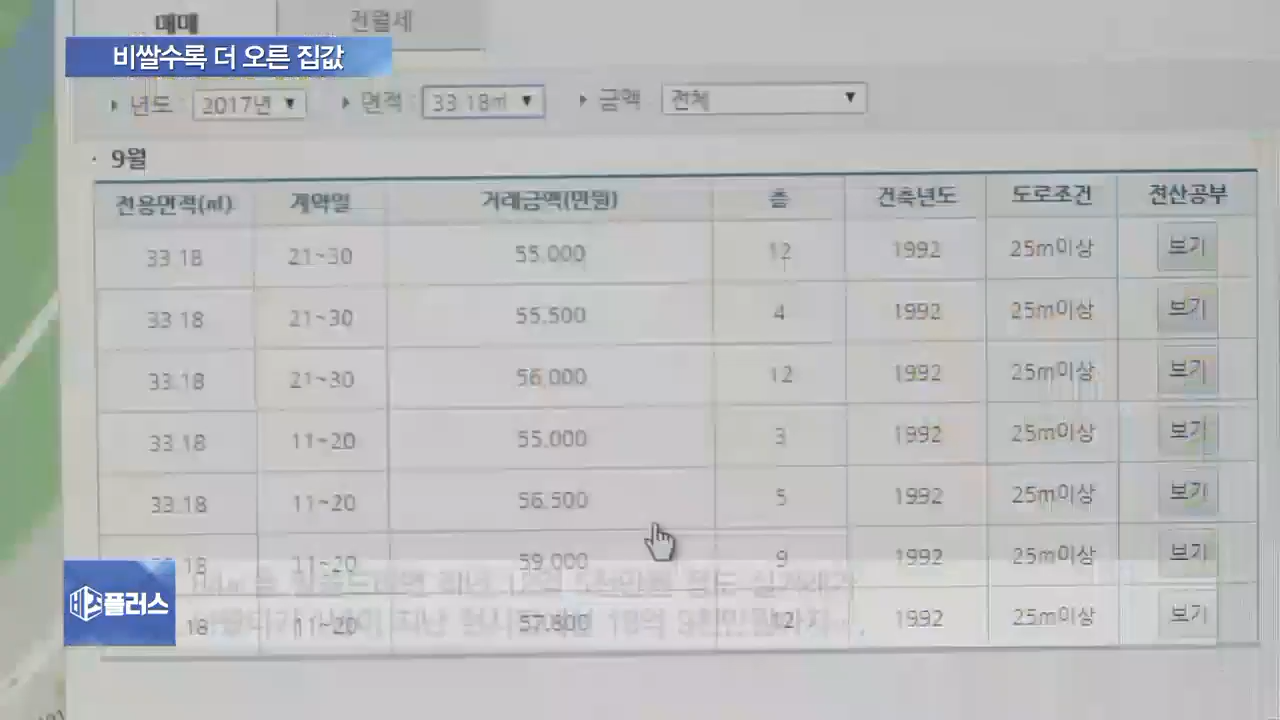 매매 전월세
비쌀수록 더 오른 집값
년도 2017년 면적 33.18㎡ 금액 전체
· 9월
전용면적(㎡) 계약일 거래금액(만원) 층 건축년도 도로조건 전산공부
33.18 21~30 55,000 12 1992 25m이상 보기
33.18 21~30 55,500 4 1992 25m이상 보기
33.18 21~30 56,000 12 1992 25m이상 보기
33.18 11~20 55,000 3 1992 25m이상 보기
33.18 11~20 56,500 5 1992 25m이상 보기
18 11~20 59,000 9 1992 25m이상 보기
18 11~20 57,800 12 1992 25m이상 보기
플러스